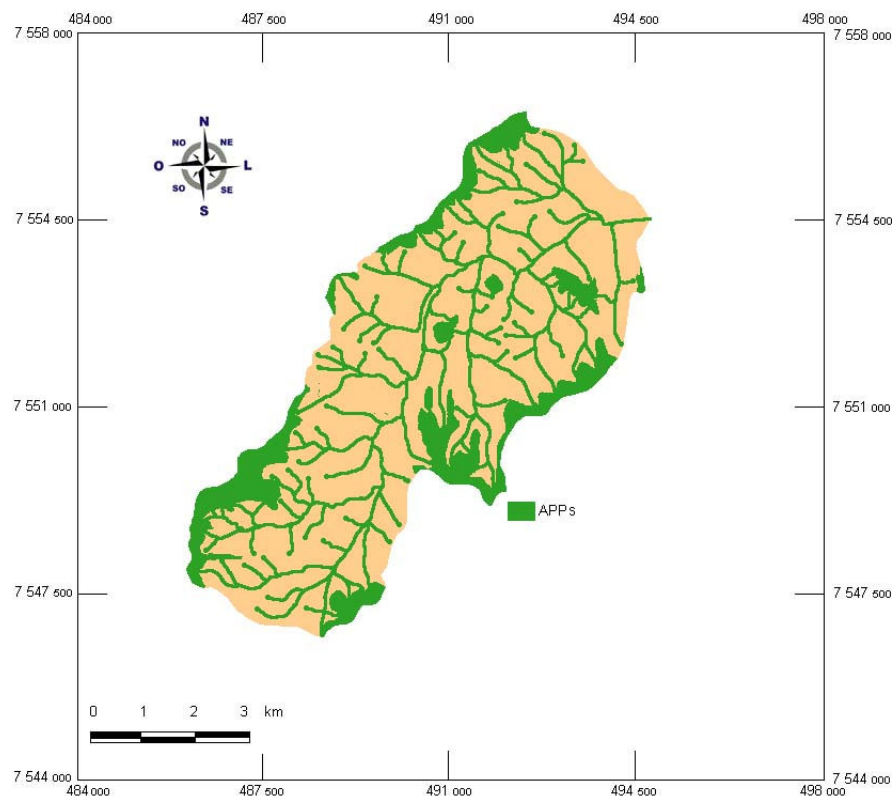 484 000 487 500 491 000 494 500 498 000
7 558 000 7 558 000
N
NO NE
O L
SO SE
S
7 554 500 7 554 500
7 551 000 7 551 000
APPs
7 547 500 7 547 500
0 1 2 3 km
7 544 000 7 544 000
484 000 487 500 491 000 494 500 498 000